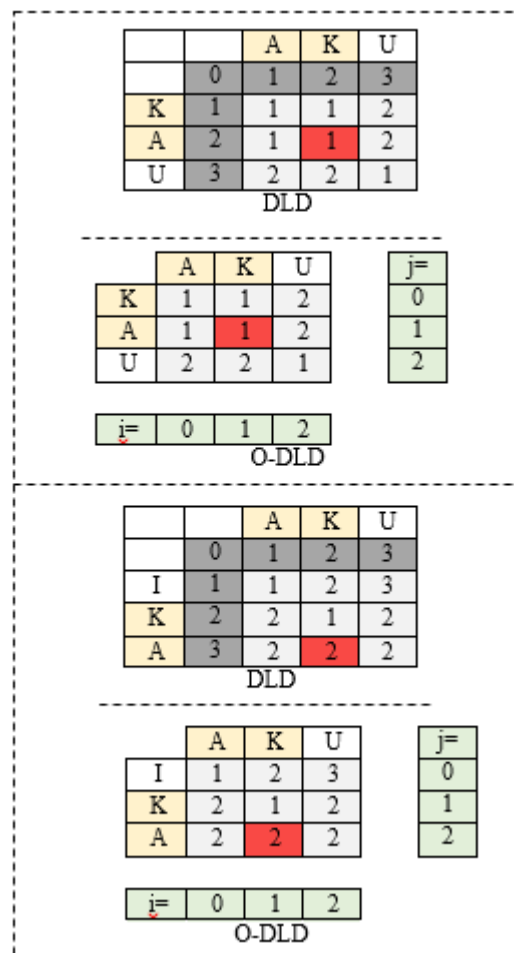 A K U
0 1 2 3
K 1 1 1 2
A 2 1 1 2
U 3 2 2 1
DLD
A K U j=
K 1 1 2 0
A 1 1 2 1
U 2 2 1 2
i= 0 1 2
O-DLD
A K U
0 1 2 3
I 1 1 2 3
K 2 2 1 2
A 3 2 2 2
DLD
A K U j=
I 1 2 3 0
K 2 1 2 1
A 2 2 2 2
i= 0 1 2
O-DLD